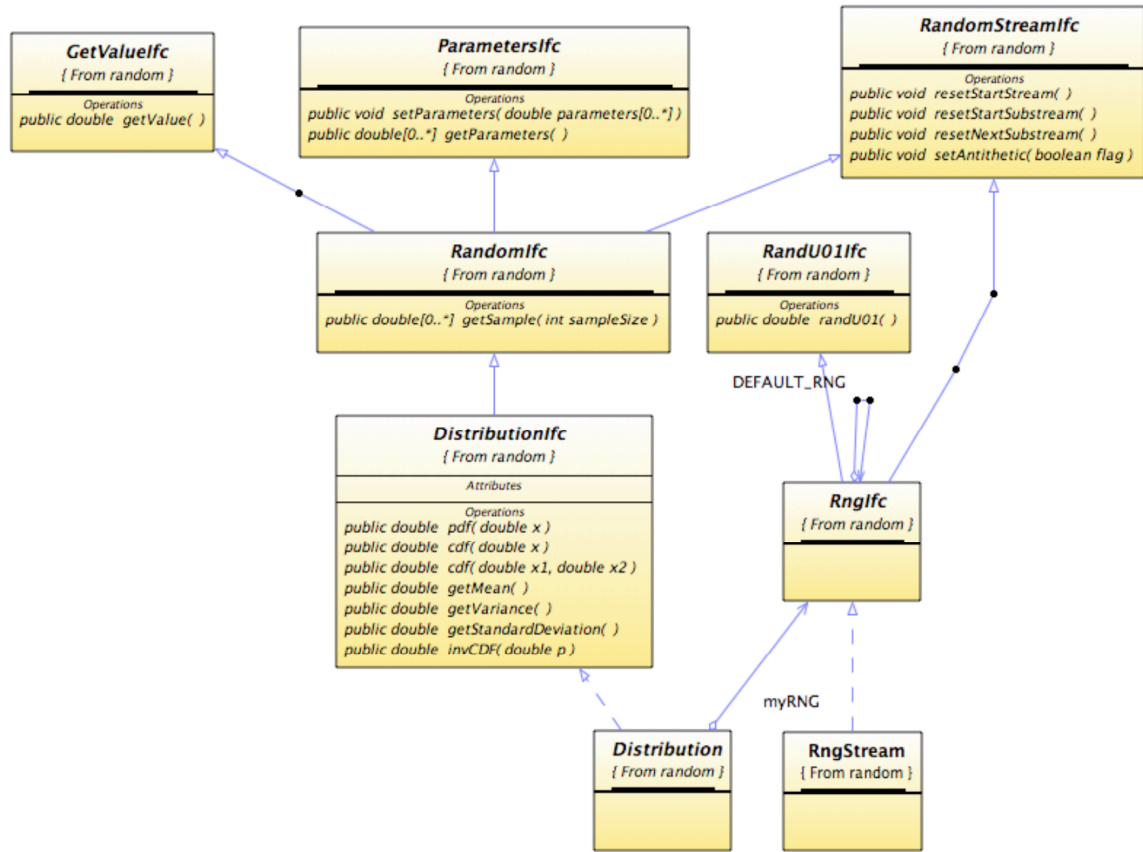 GetValueIfc
{ From random }
Operations
public double getValue( )
ParametersIfc
{ From random }
Operations
public void setParameters( double parameters[0..*] )
public double[0..*] getParameters( )
RandomStreamIfc
{ From random }
Operations
public void resetStartStream( )
public void resetStartSubstream( )
public void resetNextSubstream( )
public void setAntithetic( boolean flag )
RandomIfc
{ From random }
Operations
public double[0..*] getSample( int sampleSize )
RandU01Ifc
{ From random }
Operations
public double randU01( )
DEFAULT_RNG
DistributionIfc
{ From random }
Attributes
Operations
public double pdf( double x )
public double cdf( double x )
public double cdf( double x1, double x2 )
public double getMean( )
public double getVariance( )
public double getStandardDeviation( )
public double invCDF( double p )
RngIfc
{ From random }
myRNG
Distribution
{ From random }
RngStream
{ From random }